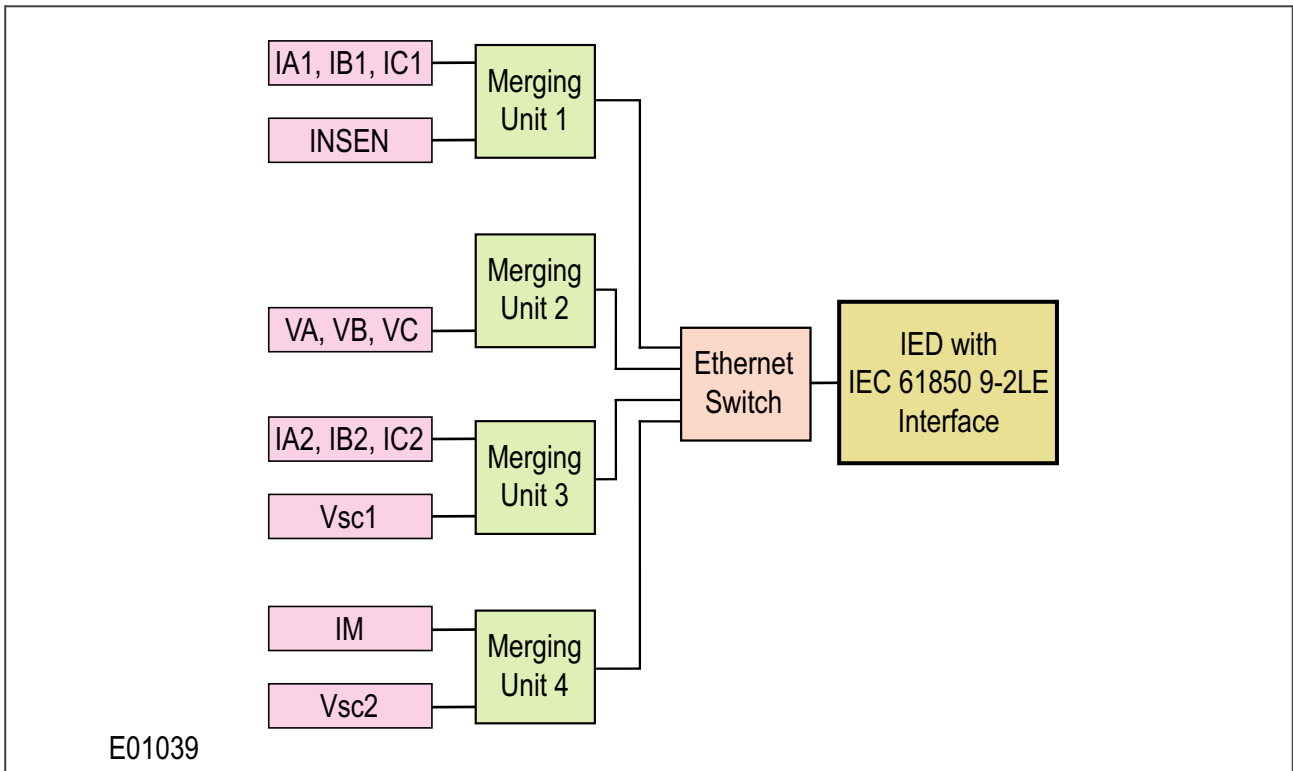 IA1, IB1, IC1
INSEN
Merging
Unit 1
VA, VB, VC
Merging
Unit 2
IA2, IB2, IC2
Vsc1
Merging
Unit 3
IM
Vsc2
Merging
Unit 4
Ethernet
Switch
IED with
IEC 61850 9-2LE
Interface
E01039